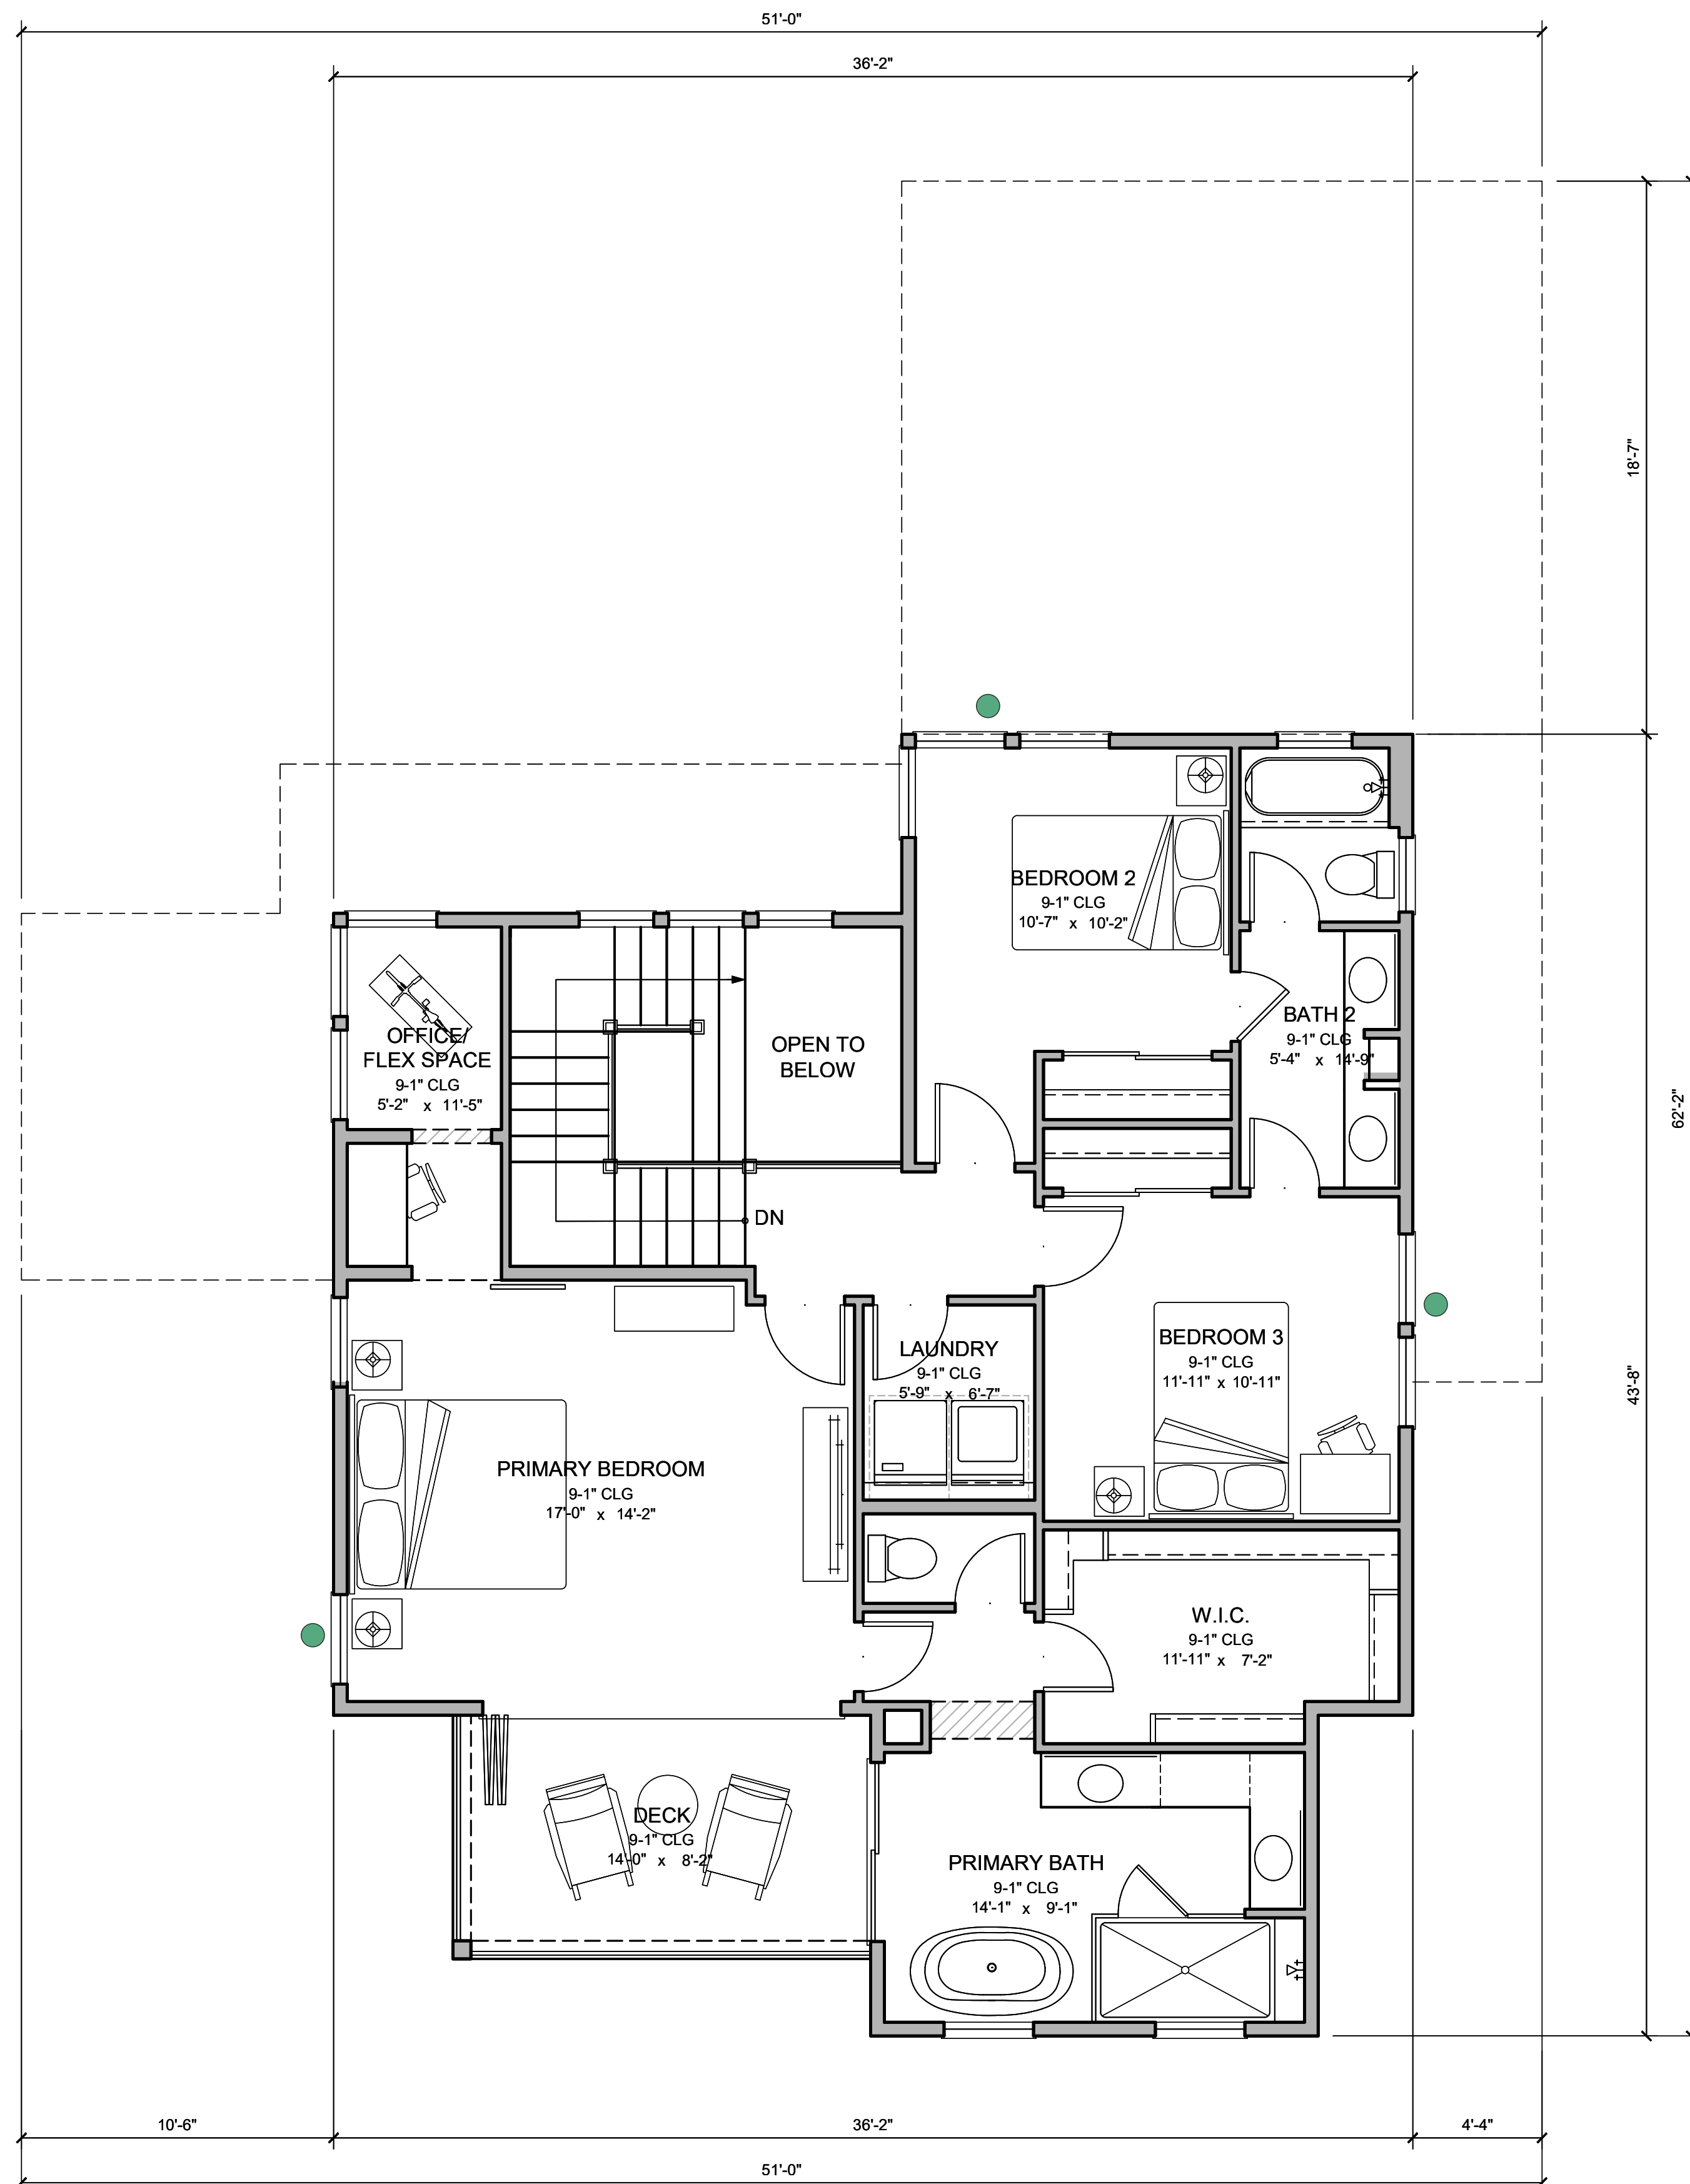 51'-0"
36'-2"
18'-7"
BEDROOM 2
9-1" CLG
10'-7" x 10'-2"
BATH 2
9-1" CLG
5'-4" x 14'-9"
OFFICE/
FLEX SPACE
9-1" CLG
5'-2" x 11'-5"
OPEN TO
BELOW
62'-2"
DN
LAUNDRY
9-1" CLG
5'-9" x 6'-7"
BEDROOM 3
9-1" CLG
11'-11" x 10'-11"
43'-8"
PRIMARY BEDROOM
9-1" CLG
17'-0" x 14'-2"
W.I.C.
9-1" CLG
11'-11" x 7'-2"
DECK
9-1" CLG
14'-0" x 8'-2"
PRIMARY BATH
9-1" CLG
14'-1" x 9'-1"
10'-6"
36'-2"
4'-4"
51'-0"